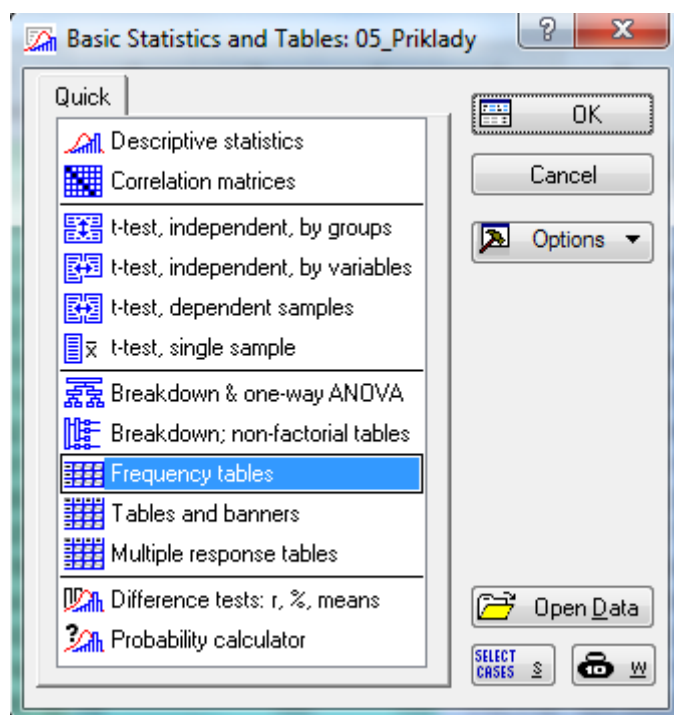 Basic Statistics and Tables: 05_Priklady
Quick
Descriptive statistics
Correlation matrices
t-test, independent, by groups
t-test, independent, by variables
t-test, dependent samples
t-test, single sample
Breakdown & one-way ANOVA
Breakdown; non-factorial tables
Frequency tables
Tables and banners
Multiple response tables
Difference tests: r, %, means
Probability calculator
OK
Cancel
Options
Open Data
SELECT CASES S
W